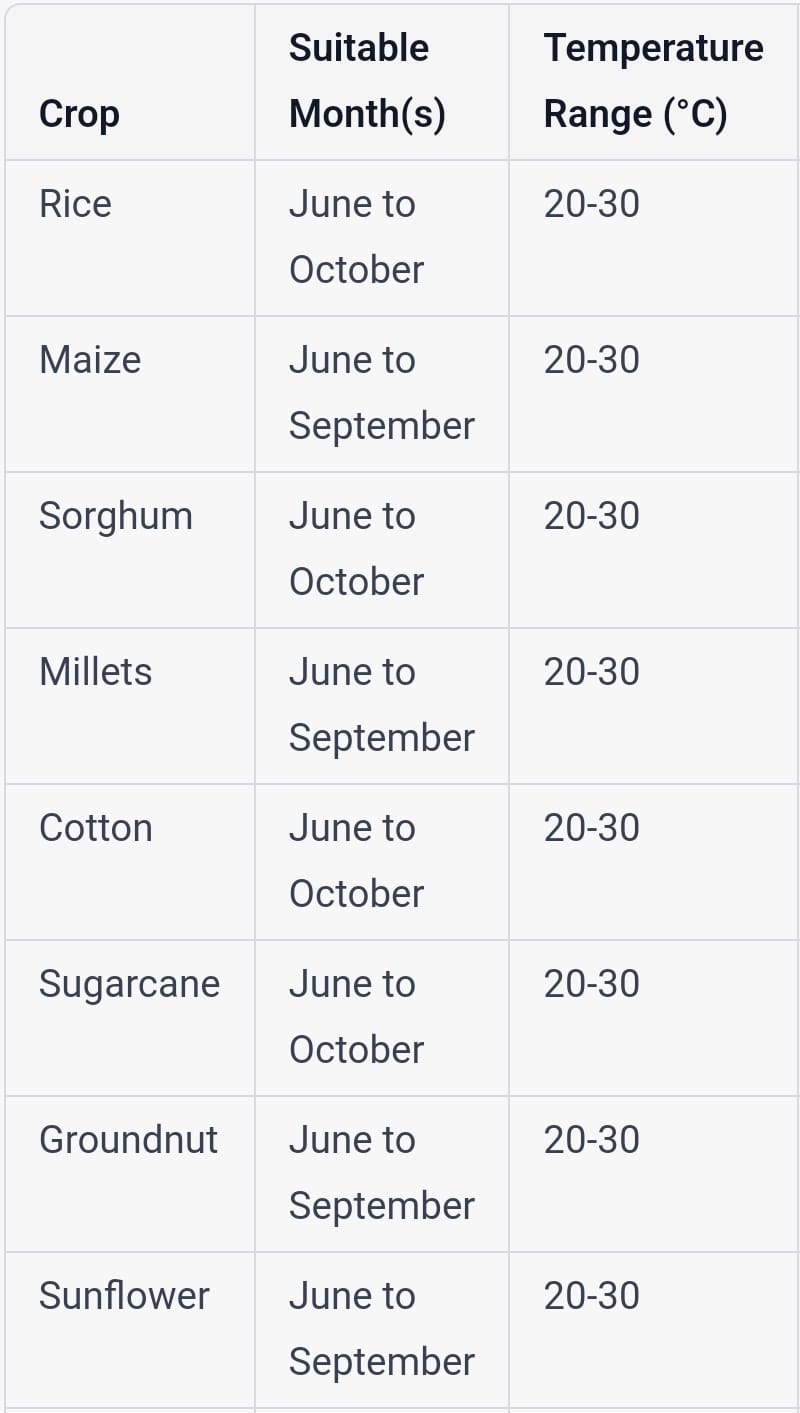 Crop Suitable Month(s) Temperature Range (°C)
Rice June to October 20-30
Maize June to September 20-30
Sorghum June to October 20-30
Millets June to September 20-30
Cotton June to October 20-30
Sugarcane June to October 20-30
Groundnut June to September 20-30
Sunflower June to September 20-30